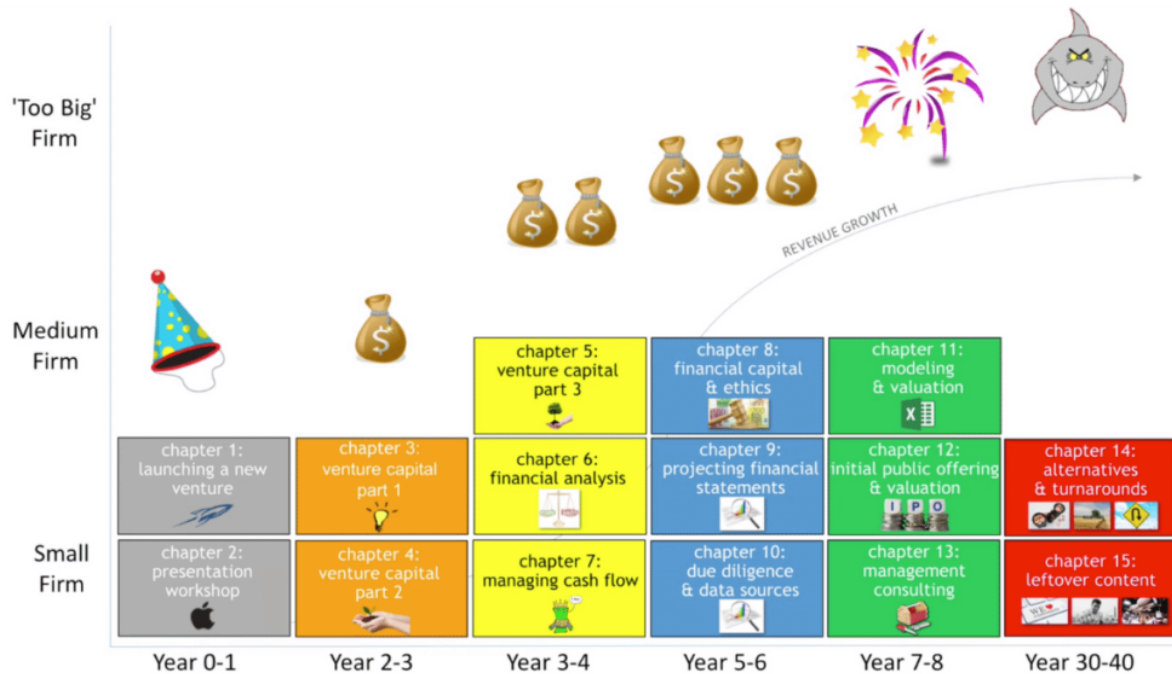 'Too Big'
Firm
REVENUE GROWTH
Medium
Firm
chapter 5:
venture capital
part 3
chapter 8:
financial capital
& ethics
chapter 11:
modeling
& valuation
chapter 1:
launching a new
venture
chapter 3:
venture capital
part 1
chapter 6:
financial analysis
chapter 9:
projecting financial
statements
chapter 12:
initial public offering
& valuation
I P O
chapter 14:
alternatives
& turnarounds
Small
Firm
chapter 2:
presentation
workshop
chapter 4:
venture capital
part 2
chapter 7:
managing cash flow
chapter 10:
due diligence
& data sources
chapter 13:
management
consulting
chapter 15:
leftover content
WE
Year 0-1
Year 2-3
Year 3-4
Year 5-6
Year 7-8
Year 30-40